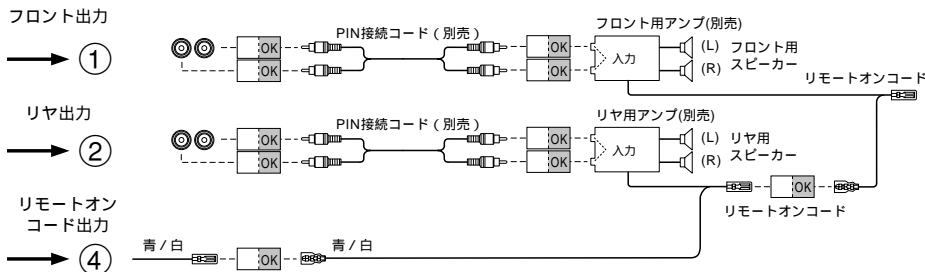 フロント出力
①
OK
OK
PIN接続コード（別売）
OK
OK
フロント用アンプ(別売)
入力
(L)
(R)
フロント用
スピーカー
リモートオンコード
リヤ出力
②
OK
OK
PIN接続コード（別売）
OK
OK
リヤ用アンプ(別売)
入力
(L)
(R)
リヤ用
スピーカー
OK
リモートオンコード
リモートオン
コード出力
④
青 / 白
OK
青 / 白